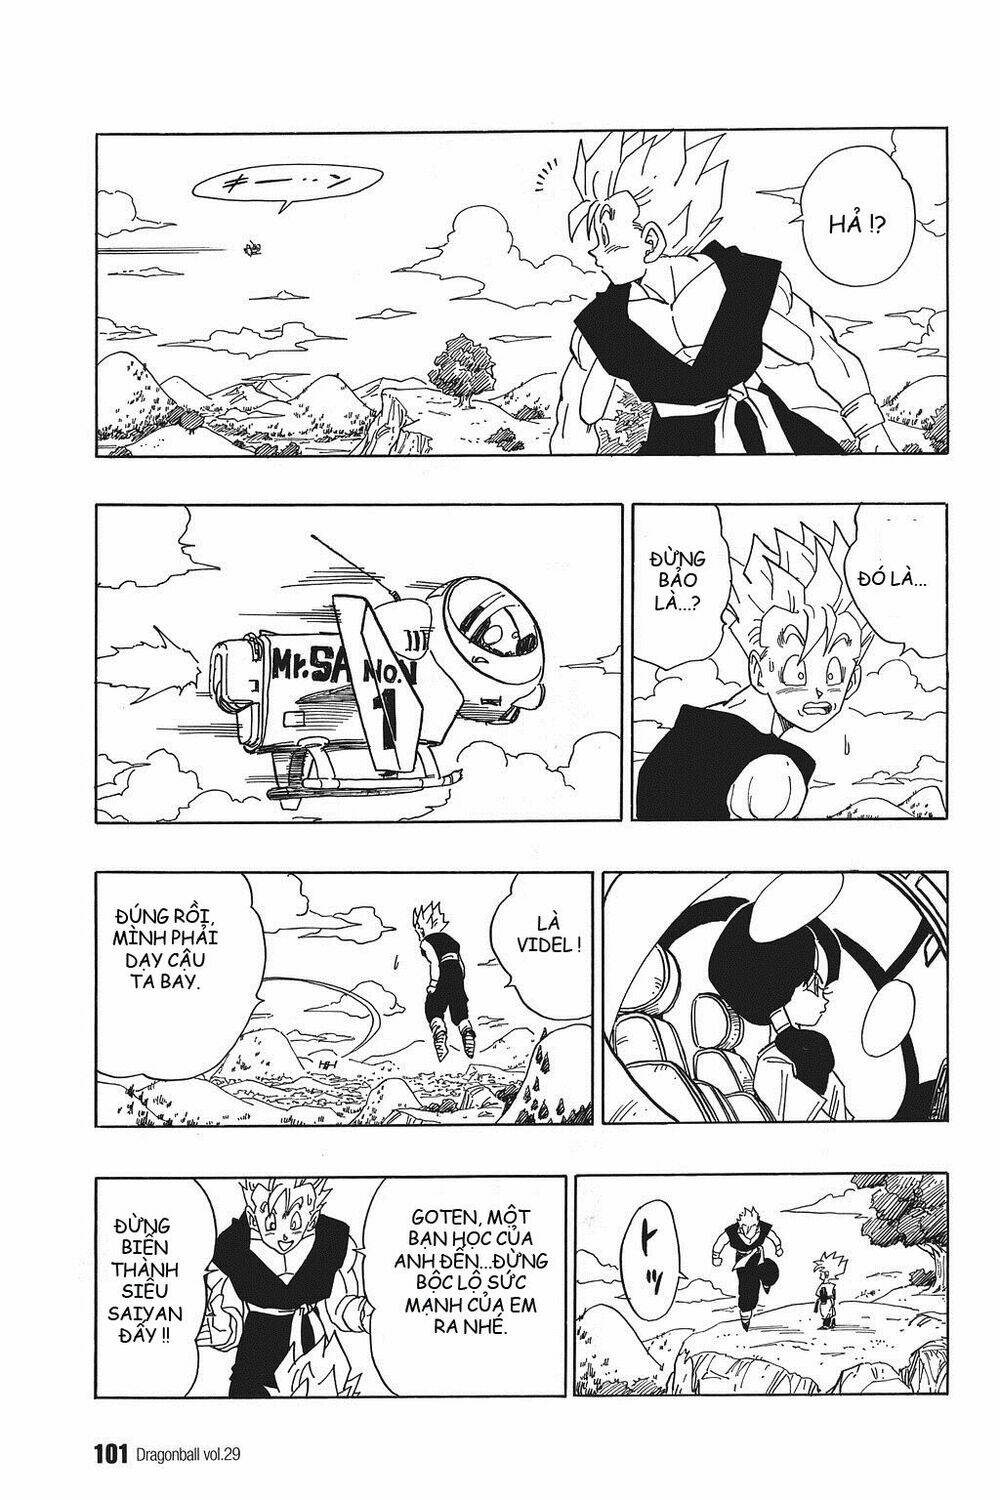 HẢ !?
キー・・ン
ĐÓ LÀ...
ĐỪNG
BẢO
LÀ...?
Mr.SA
No.
1
LÀ
VIDEL !
ĐÚNG RỒI,
MÌNH PHẢI
DẠY CẬU
TA BAY.
トッ
GOTEN, MỘT
BẠN HỌC CỦA
ANH ĐẾN...ĐỪNG
BỘC LỘ SỨC
MẠNH CỦA EM
RA NHÉ.
ĐỪNG
BIẾN
THÀNH
SIÊU
SAIYAN
ĐẤY !!
101 Dragonball vol.29